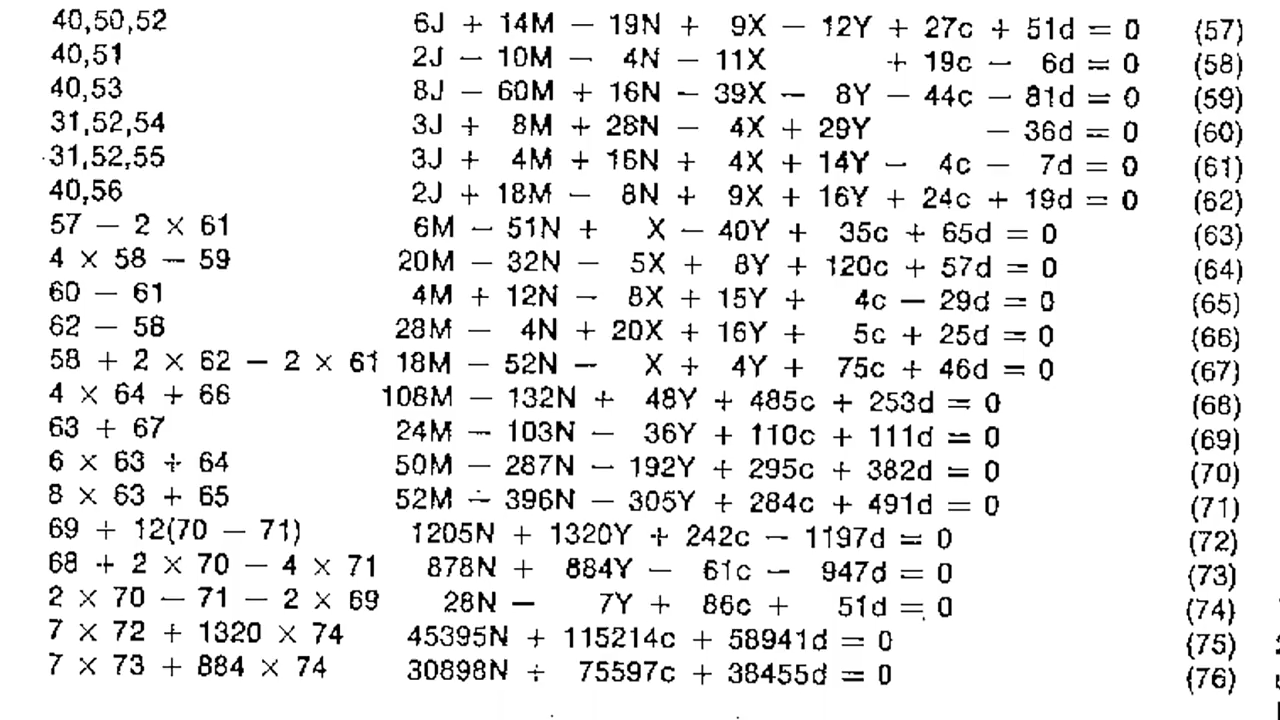 40,50,52 6J + 14M − 19N + 9X − 12Y + 27c + 51d = 0 (57)
40,51 2J − 10M − 4N − 11X + 19c − 6d = 0 (58)
40,53 8J − 60M + 16N − 39X − 8Y − 44c − 81d = 0 (59)
31,52,54 3J + 8M + 28N − 4X + 29Y − 36d = 0 (60)
31,52,55 3J + 4M + 16N + 4X + 14Y − 4c − 7d = 0 (61)
40,56 2J + 18M − 8N + 9X + 16Y + 24c + 19d = 0 (62)
57 − 2 × 61 6M − 51N + X − 40Y + 35c + 65d = 0 (63)
4 × 58 − 59 20M − 32N − 5X + 8Y + 120c + 57d = 0 (64)
60 − 61 4M + 12N − 8X + 15Y + 4c − 29d = 0 (65)
62 − 58 28M − 4N + 20X + 16Y + 5c + 25d = 0 (66)
58 + 2 × 62 − 2 × 61 18M − 52N − X + 4Y + 75c + 46d = 0 (67)
4 × 64 + 66 108M − 132N + 48Y + 485c + 253d = 0 (68)
63 + 67 24M − 103N − 36Y + 110c + 111d = 0 (69)
6 × 63 + 64 50M − 287N − 192Y + 295c + 382d = 0 (70)
8 × 63 + 65 52M − 396N − 305Y + 284c + 491d = 0 (71)
69 + 12(70 − 71) 1205N + 1320Y + 242c − 1197d = 0 (72)
68 + 2 × 70 − 4 × 71 878N + 884Y − 61c − 947d = 0 (73)
2 × 70 − 71 − 2 × 69 28N − 7Y + 86c + 51d = 0 (74)
7 × 72 + 1320 × 74 45395N + 115214c + 58941d = 0 (75)
7 × 73 + 884 × 74 30898N + 75597c + 38455d = 0 (76)